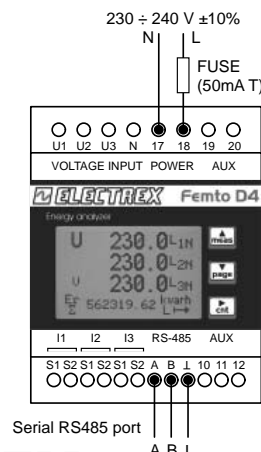 230 ÷ 240 V ±10%
N L
FUSE
(50mA T)
U1 U2 U3 N 17 18 19 20
VOLTAGE INPUT POWER AUX
ELECTREX Femto D4
Energy analyzer
U 230.0 L1N
230.0 L2N
U 230.0 L3N
Σ 562319.62 kvarh
L
meas
page
cnt
I1 I2 I3 RS-485 AUX
S1 S2 S1 S2 S1 S2 A B ⊥ 10 11 12
Serial RS485 port
A B ⊥